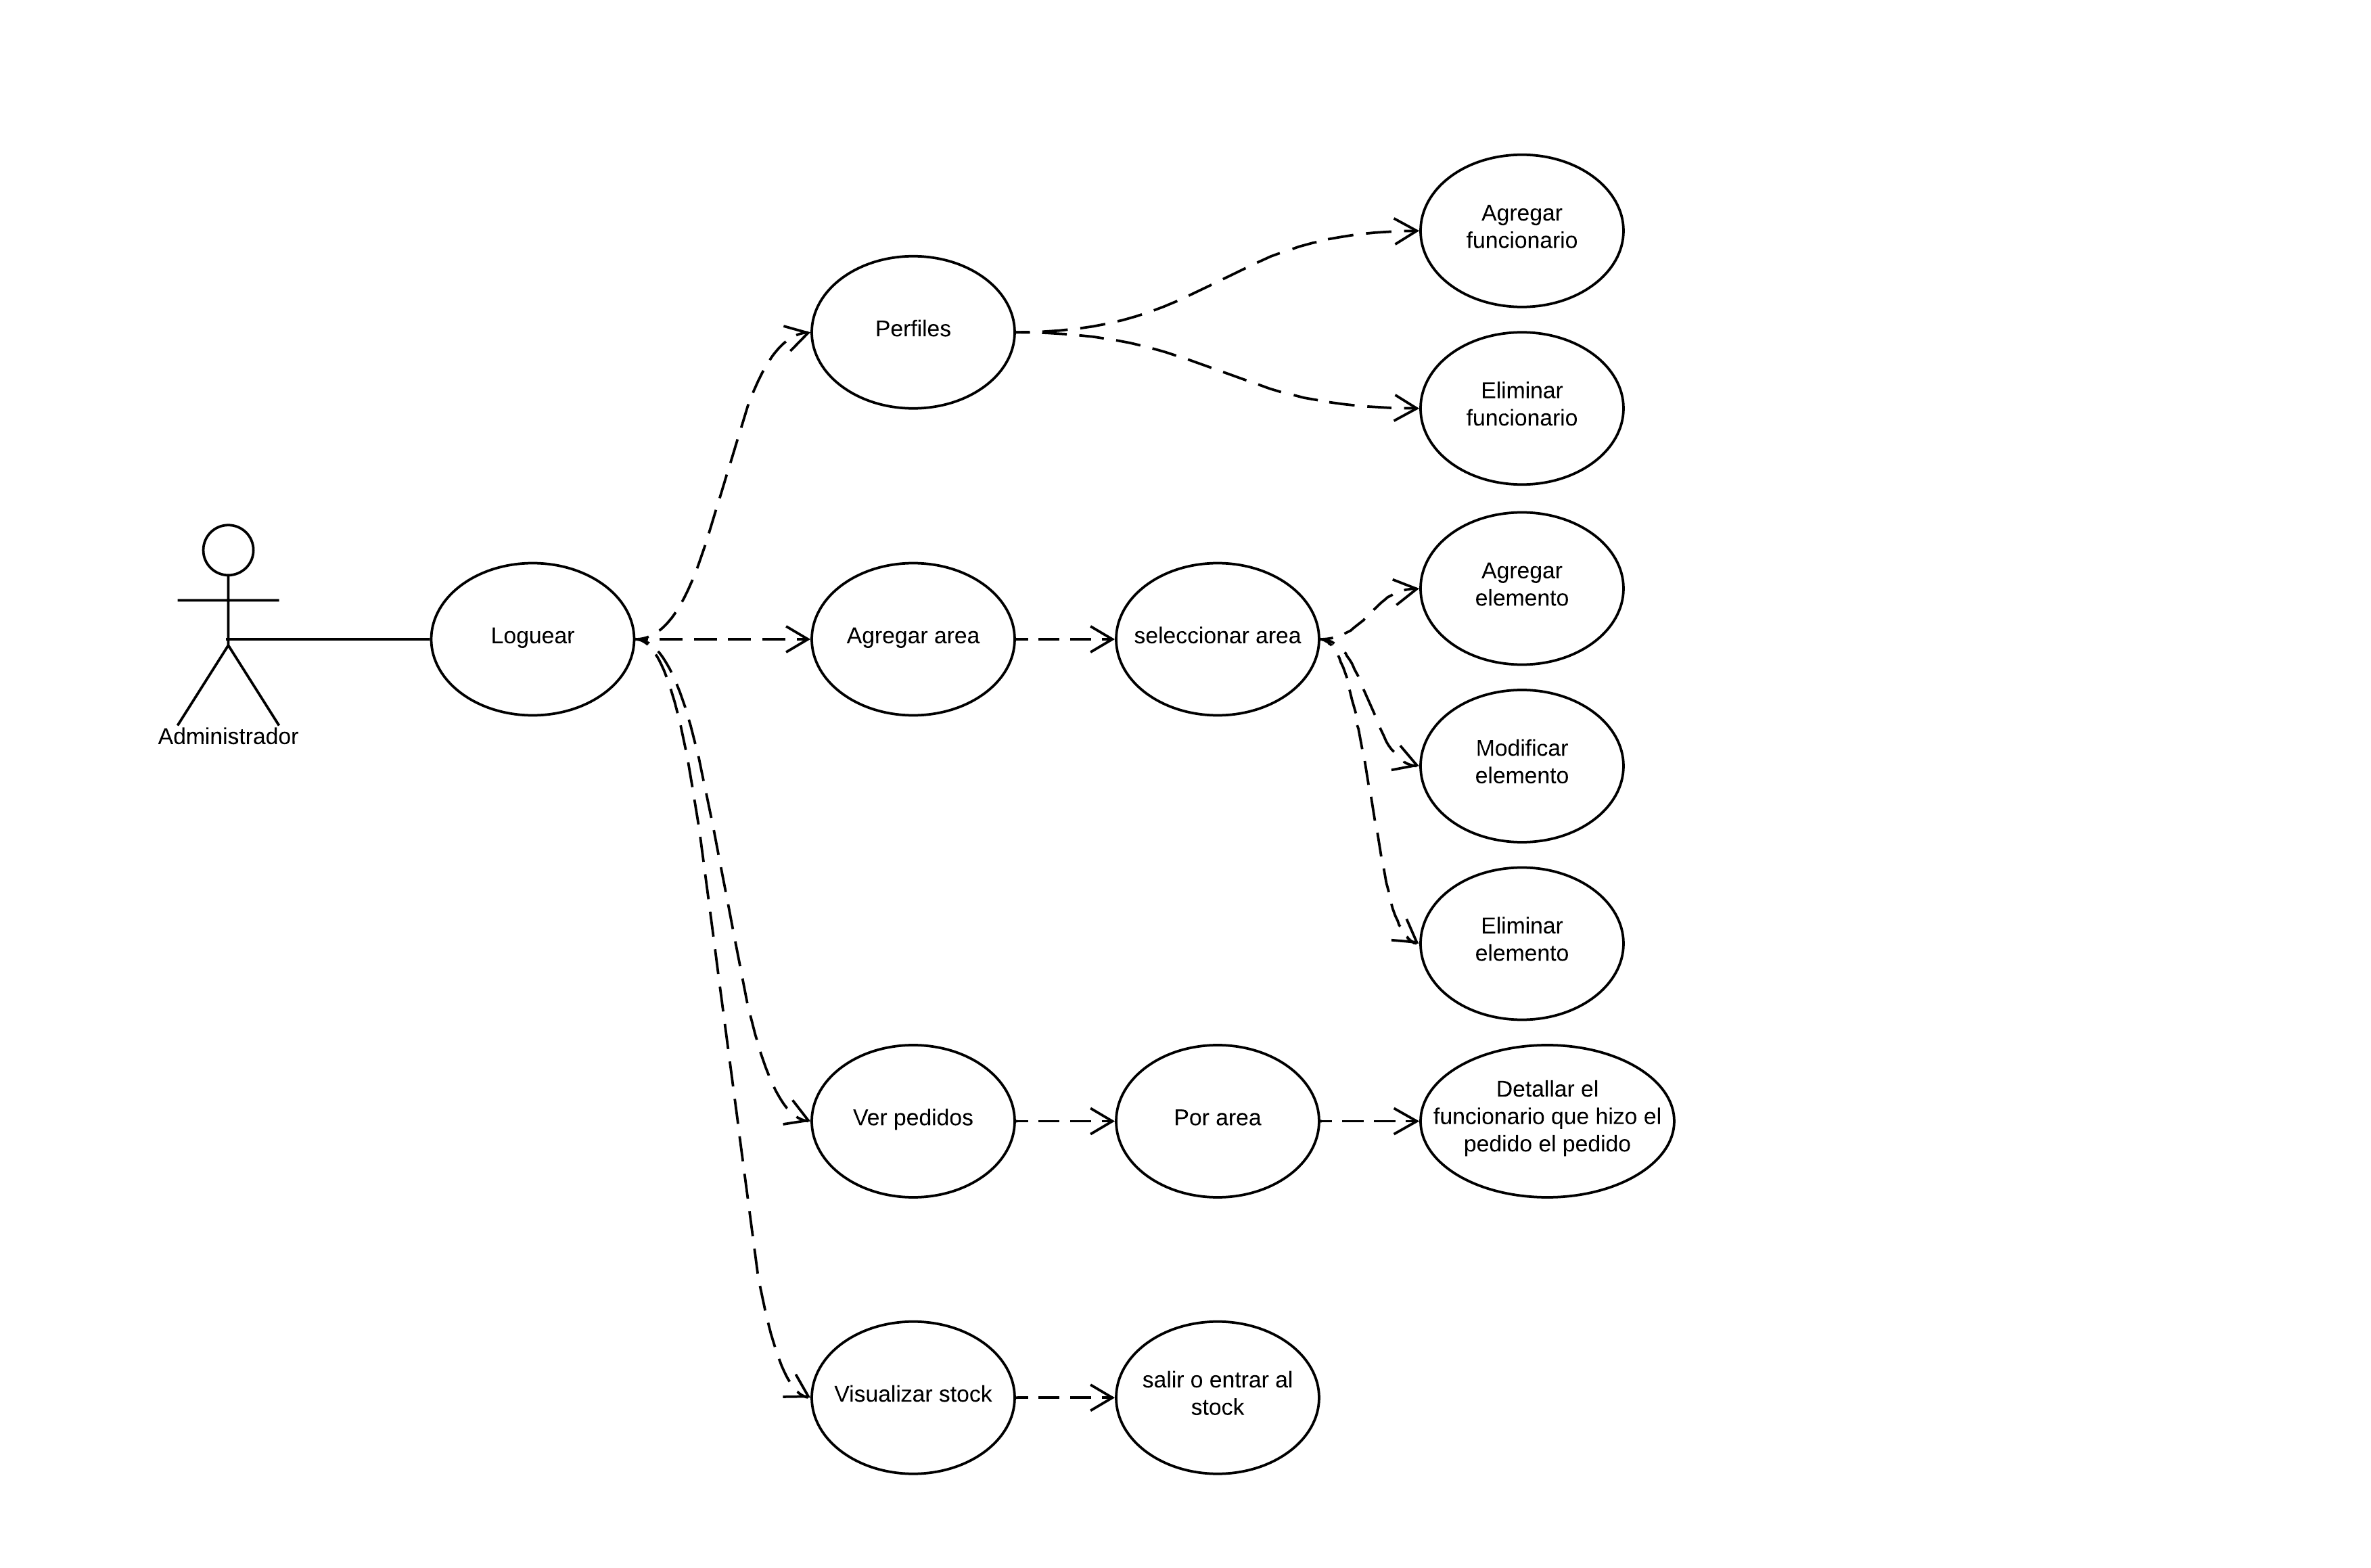 Agregar
funcionario
Perfiles
Eliminar
funcionario
Agregar
elemento
Loguear
Agregar area
seleccionar area
Administrador
Modificar
elemento
Eliminar
elemento
Ver pedidos
Por area
Detallar el
funcionario que hizo el
pedido el pedido
Visualizar stock
salir o entrar al
stock